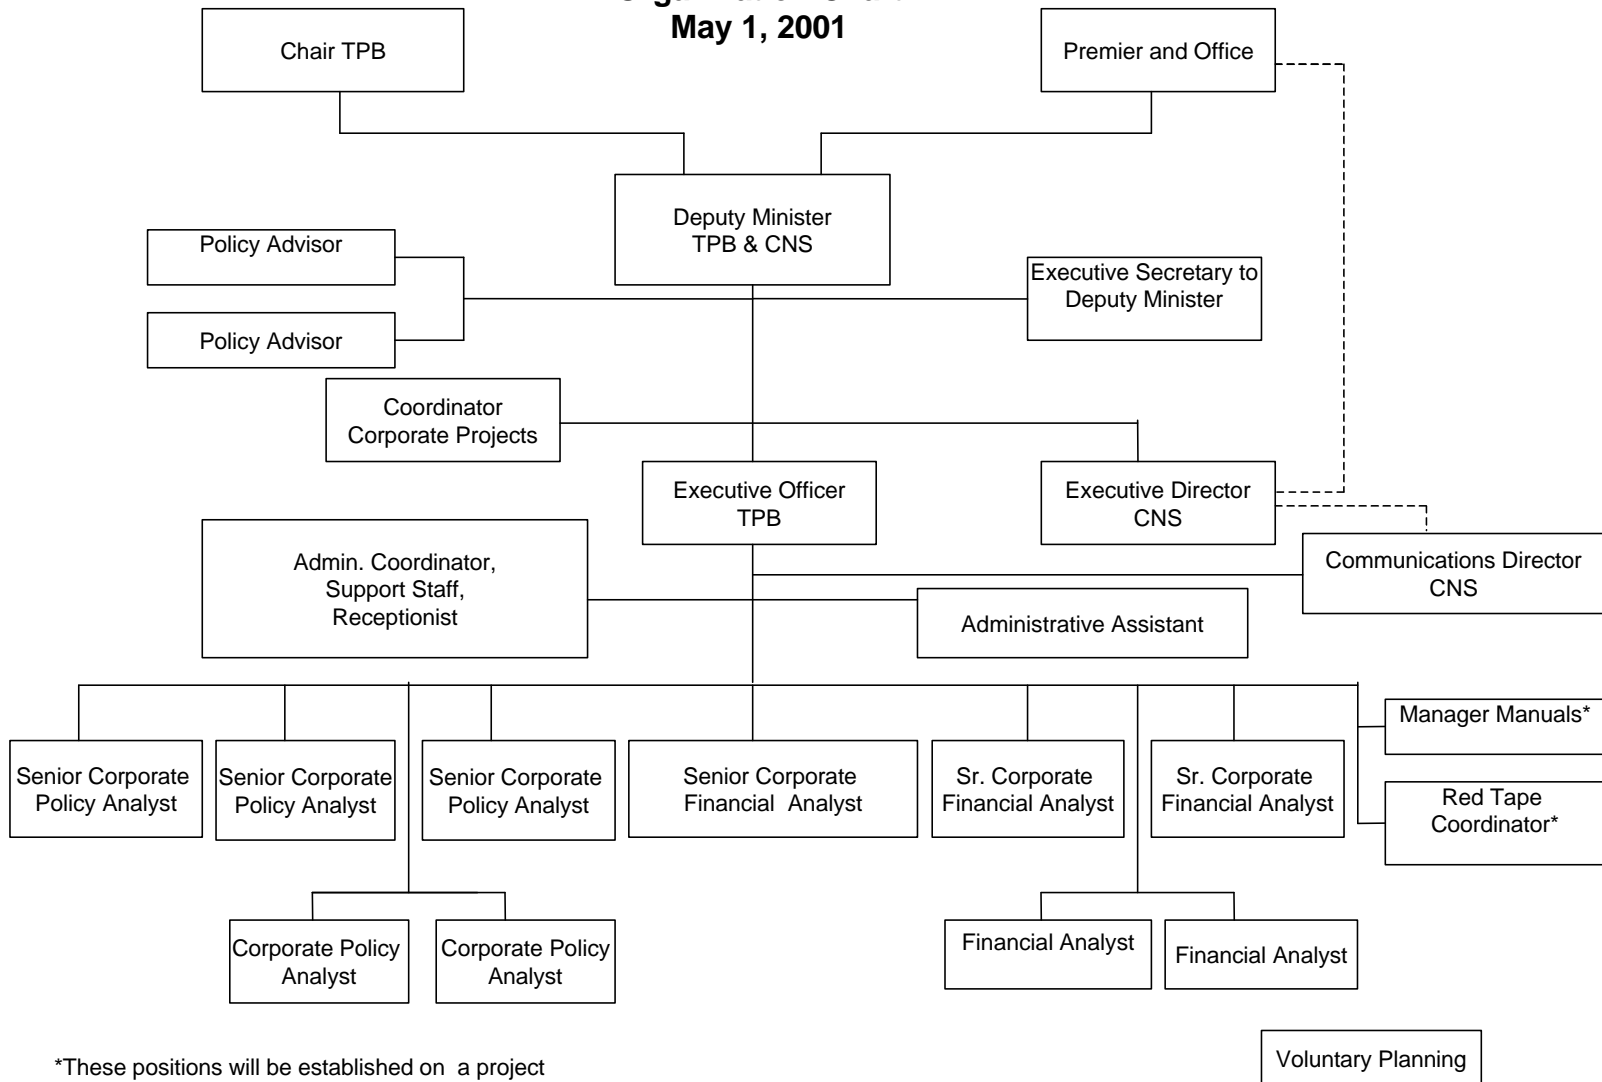 May 1, 2001
Chair TPB
Premier and Office
Deputy Minister
TPB & CNS
Policy Advisor
Executive Secretary to
Deputy Minister
Policy Advisor
Coordinator
Corporate Projects
Executive Officer
TPB
Executive Director
CNS
Admin. Coordinator,
Support Staff,
Receptionist
Communications Director
CNS
Administrative Assistant
Manager Manuals*
Senior Corporate
Policy Analyst
Senior Corporate
Policy Analyst
Senior Corporate
Policy Analyst
Senior Corporate
Financial Analyst
Sr. Corporate
Financial Analyst
Sr. Corporate
Financial Analyst
Red Tape
Coordinator*
Corporate Policy
Analyst
Corporate Policy
Analyst
Financial Analyst
Financial Analyst
Voluntary Planning
*These positions will be established on a project